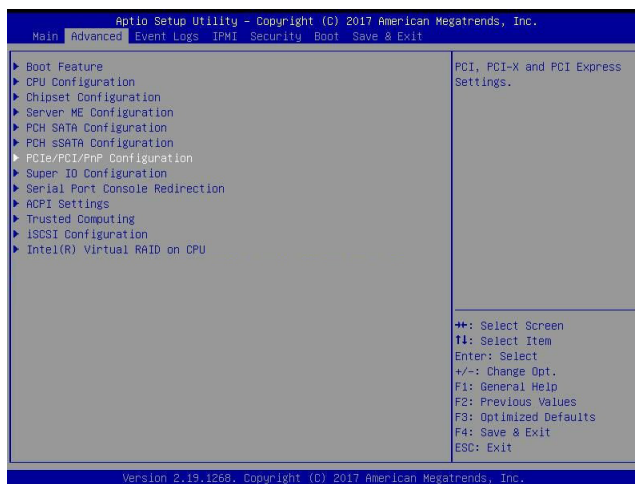 Aptio Setup Utility – Copyright (C) 2017 American Megatrends, Inc.
Main Advanced Event Logs IPMI Security Boot Save & Exit
Boot Feature
CPU Configuration
Chipset Configuration
Server ME Configuration
PCH SATA Configuration
PCH sSATA Configuration
PCIe/PCI/PnP Configuration
Super IO Configuration
Serial Port Console Redirection
ACPI Settings
Trusted Computing
iSCSI Configuration
Intel(R) Virtual RAID on CPU
PCI, PCI-X and PCI Express
Settings.
→←: Select Screen
↑↓: Select Item
Enter: Select
+/-: Change Opt.
F1: General Help
F2: Previous Values
F3: Optimized Defaults
F4: Save & Exit
ESC: Exit
Version 2.19.1268. Copyright (C) 2017 American Megatrends, Inc.